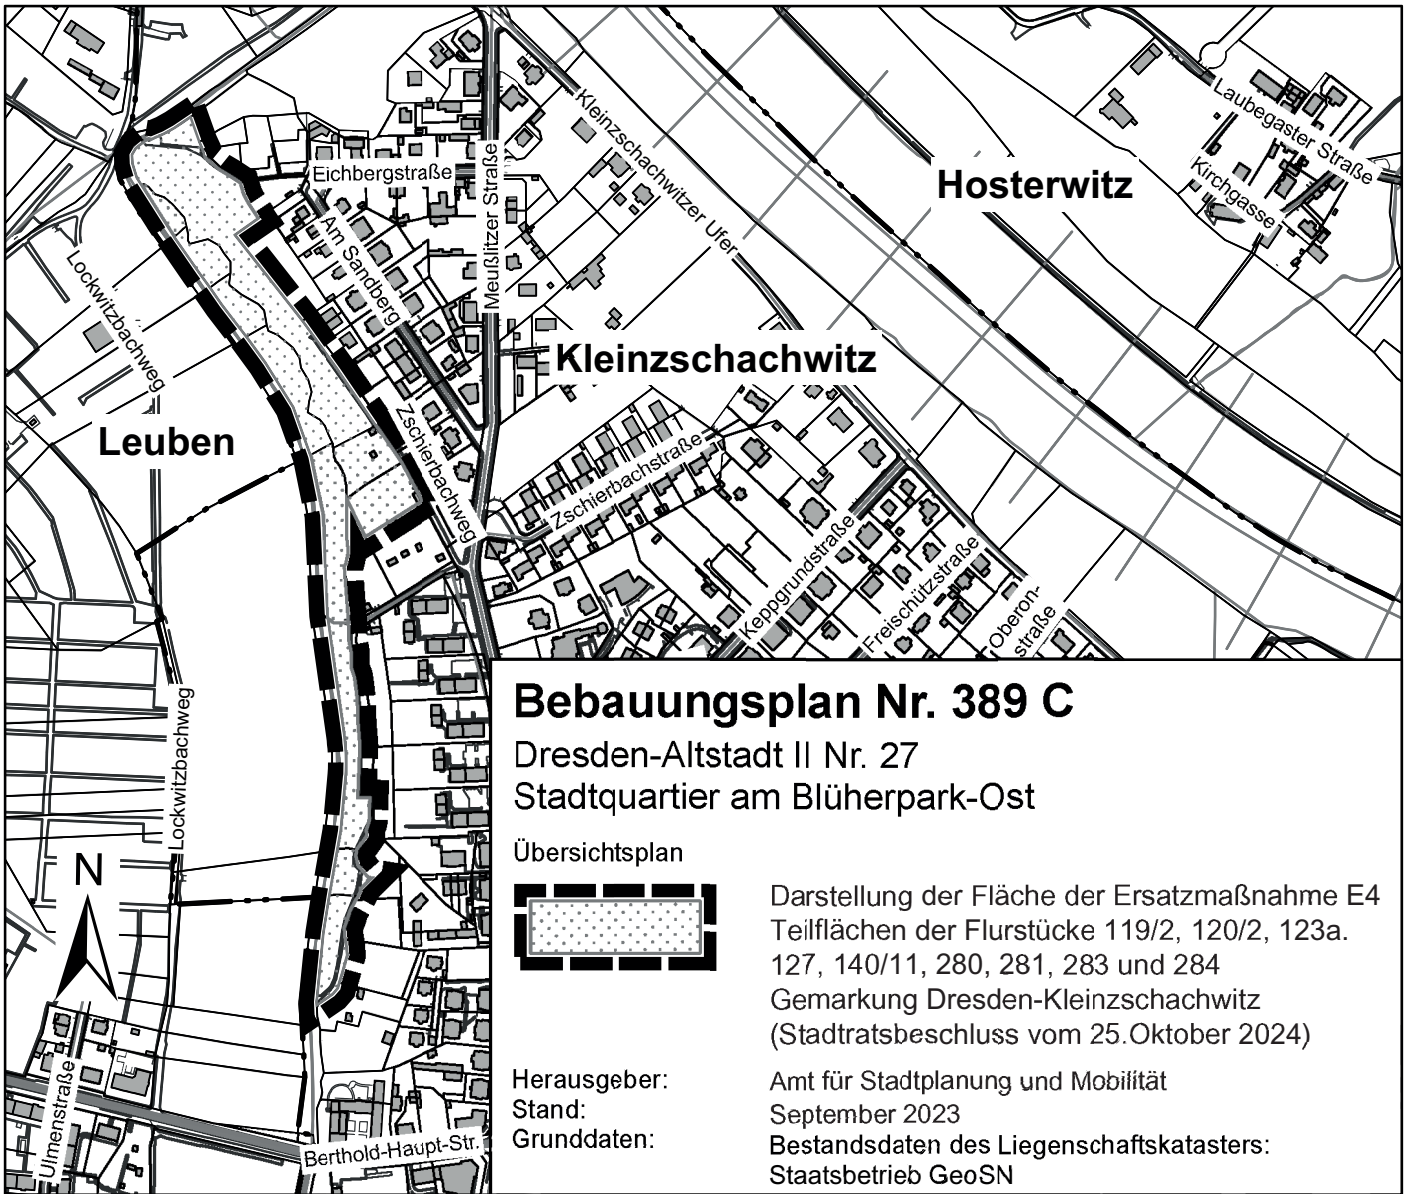 Laubegaster Straße
Kirchgasse
Hosterwitz
Kleinzschachwitzer Ufer
Meußlitzer Straße
Eichbergstraße
Am Sandberg
Lockwitzbachweg
Kleinzschachwitz
Leuben
Zschierbachweg
Zschierbachstraße
Keppgrundstraße
Freischützstraße
Oberon-
straße
Lockwitzbachweg
N
Ulmenstraße
Berthold-Haupt-Str.
Bebauungsplan Nr. 389 C
Dresden-Altstadt II Nr. 27
Stadtquartier am Blüherpark-Ost
Übersichtsplan
Darstellung der Fläche der Ersatzmaßnahme E4
Teilflächen der Flurstücke 119/2, 120/2, 123a.
127, 140/11, 280, 281, 283 und 284
Gemarkung Dresden-Kleinzschachwitz
(Stadtratsbeschluss vom 25.Oktober 2024)
Herausgeber: Amt für Stadtplanung und Mobilität
Stand: September 2023
Grunddaten: Bestandsdaten des Liegenschaftskatasters:
Staatsbetrieb GeoSN